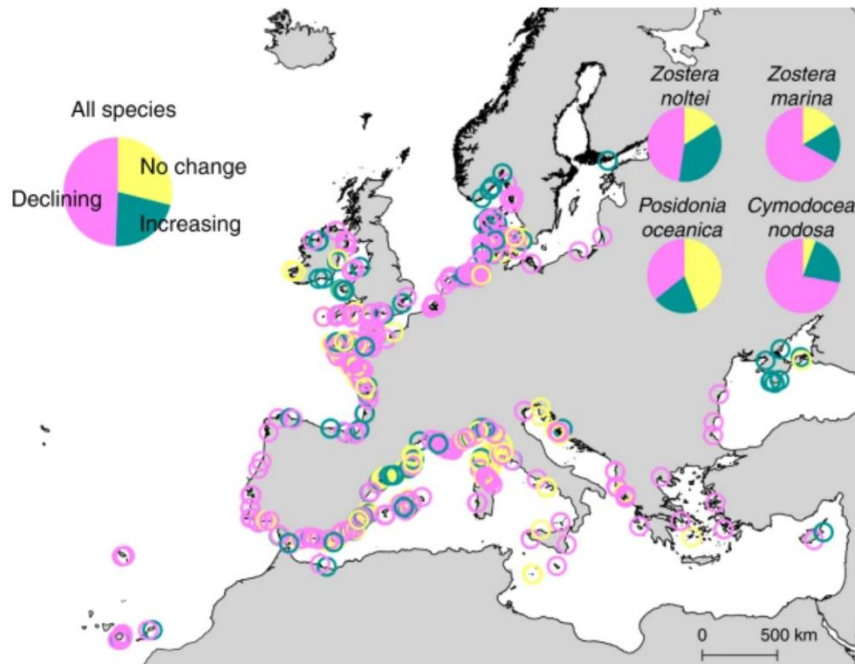 All species
No change
Declining
Increasing
Zostera
noltei
Zostera
marina
Posidonia
oceanica
Cymodocea
nodosa
0 500 km